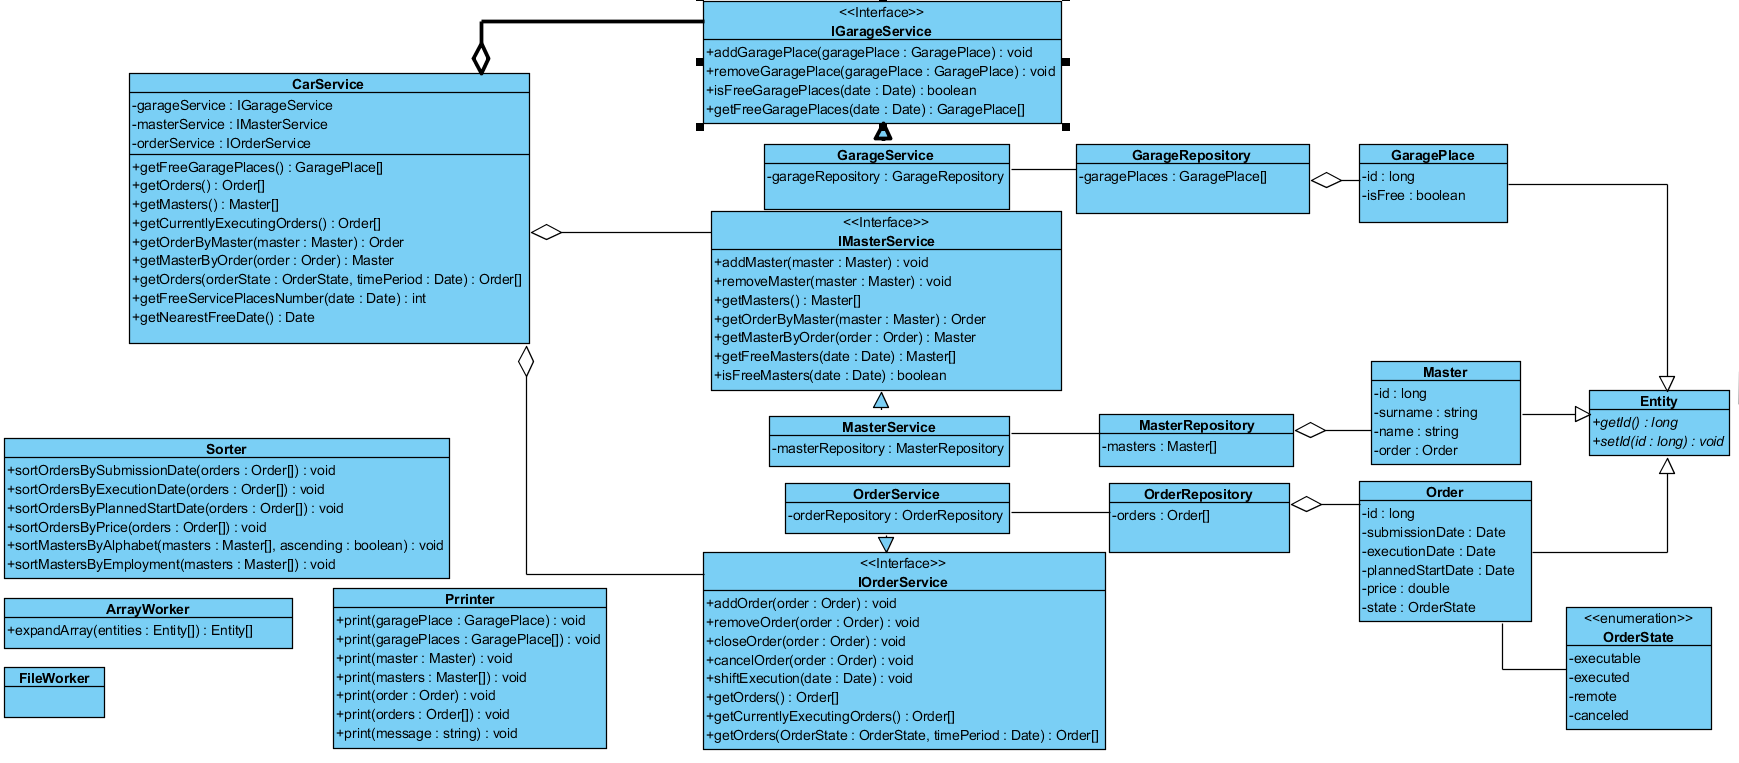 <<Interface>>
IGarageService
+addGaragePlace(garagePlace : GaragePlace) : void
+removeGaragePlace(garagePlace : GaragePlace) : void
+isFreeGaragePlaces(date : Date) : boolean
+getFreeGaragePlaces(date : Date) : GaragePlace[]
CarService
-garageService : IGarageService
-masterService : IMasterService
-orderService : IOrderService
+getFreeGaragePlaces() : GaragePlace[]
+getOrders() : Order[]
+getMasters() : Master[]
+getCurrentlyExecutingOrders() : Order[]
+getOrderByMaster(master : Master) : Order
+getMasterByOrder(order : Order) : Master
+getOrders(orderState : OrderState, timePeriod : Date) : Order[]
+getFreeServicePlacesNumber(date : Date) : int
+getNearestFreeDate() : Date
GarageService
-garageRepository : GarageRepository
GarageRepository
-garagePlaces : GaragePlace[]
GaragePlace
-id : long
-isFree : boolean
<<Interface>>
IMasterService
+addMaster(master : Master) : void
+removeMaster(master : Master) : void
+getMasters() : Master[]
+getOrderByMaster(master : Master) : Order
+getMasterByOrder(order : Order) : Master
+getFreeMasters(date : Date) : Master[]
+isFreeMasters(date : Date) : boolean
Master
-id : long
-surname : string
-name : string
-order : Order
Entity
+getId() : long
+setId(id : long) : void
MasterService
-masterRepository : MasterRepository
MasterRepository
-masters : Master[]
Sorter
+sortOrdersBySubmissionDate(orders : Order[]) : void
+sortOrdersByExecutionDate(orders : Order[]) : void
+sortOrdersByPlannedStartDate(orders : Order[]) : void
+sortOrdersByPrice(orders : Order[]) : void
+sortMastersByAlphabet(masters : Master[], ascending : boolean) : void
+sortMastersByEmployment(masters : Master[]) : void
OrderService
-orderRepository : OrderRepository
OrderRepository
-orders : Order[]
Order
-id : long
-submissionDate : Date
-executionDate : Date
-plannedStartDate : Date
-price : double
-state : OrderState
<<Interface>>
IOrderService
+addOrder(order : Order) : void
+removeOrder(order : Order) : void
+closeOrder(order : Order) : void
+cancelOrder(order : Order) : void
+shiftExecution(date : Date) : void
+getOrders() : Order[]
+getCurrentlyExecutingOrders() : Order[]
+getOrders(OrderState : OrderState, timePeriod : Date) : Order[]
ArrayWorker
+expandArray(entities : Entity[]) : Entity[]
Prrinter
+print(garagePlace : GaragePlace) : void
+print(garagePlaces : GaragePlace[]) : void
+print(master : Master) : void
+print(masters : Master[]) : void
+print(order : Order) : void
+print(orders : Order[]) : void
+print(message : string) : void
<<enumeration>>
OrderState
-executable
-executed
-remote
-canceled
FileWorker